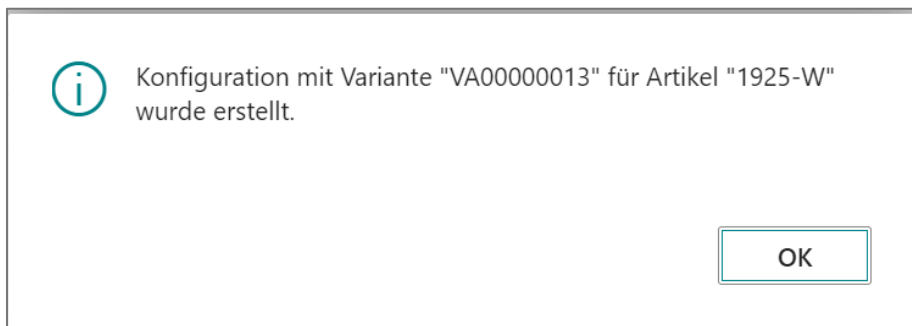 Konfiguration mit Variante "VA00000013" für Artikel "1925-W"
wurde erstellt.
OK